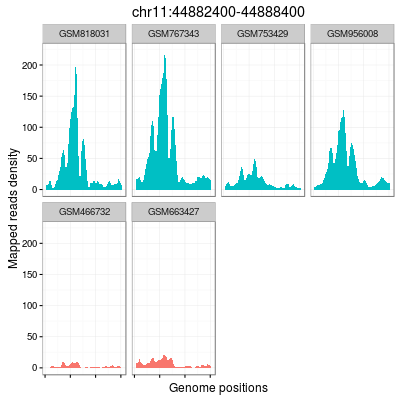 chr11:44882400-44888400
GSM818031 GSM767343 GSM753429 GSM956008
200
150
100
50
0
GSM466732 GSM663427
200
150
100
50
0
Mapped reads density
Genome positions